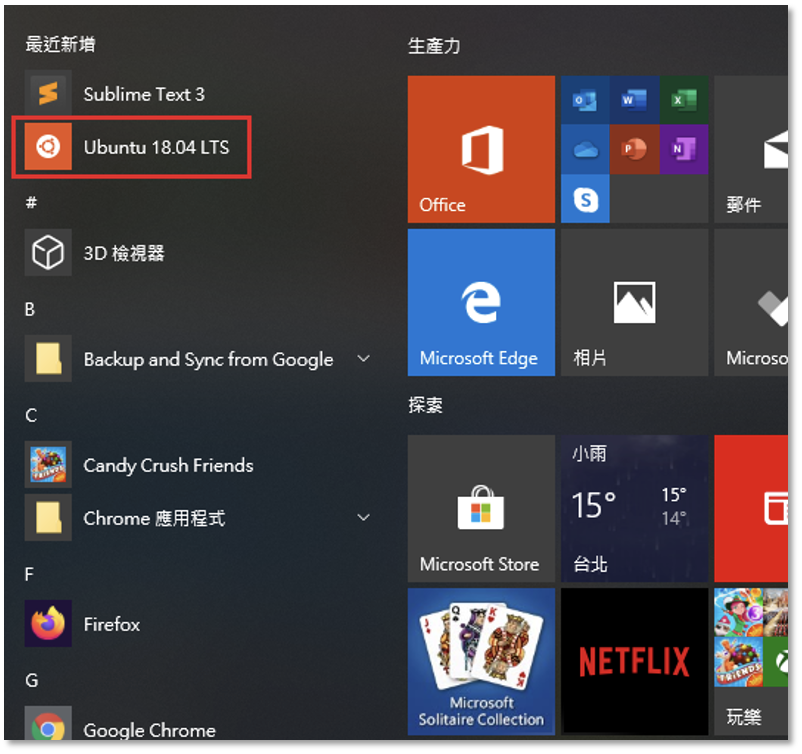 最近新增
Sublime Text 3
Ubuntu 18.04 LTS
#
3D 檢視器
B
Backup and Sync from Google
C
Candy Crush Friends
Chrome 應用程式
F
Firefox
G
Google Chrome
生產力
Office
郵件
Microsoft Edge
相片
Microso
探索
Microsoft Store
小雨
15°
15°
14°
台北
Microsoft
Solitaire Collection
NETFLIX
FRIENDS
玩樂